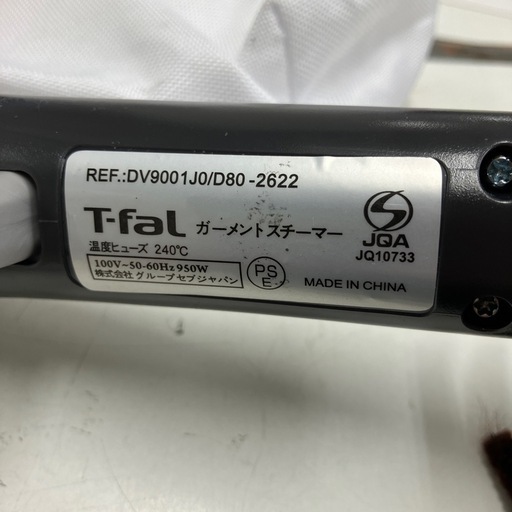 REF.:DV9001J0/D80 -2622
T-faL ガーメントスチーマー
温度ヒューズ 240℃
100V~50-60Hz 950W
株式会社 グループセブ ジャパン
PS
E
JQA
JQ10733
MADE IN CHINA